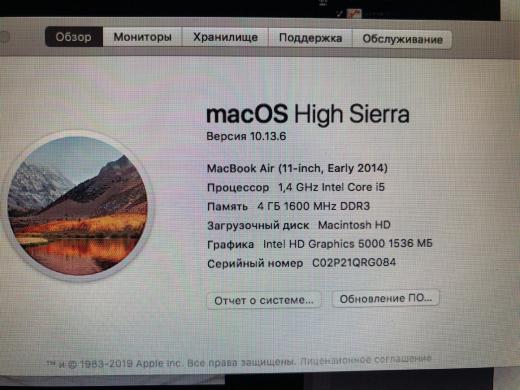 Обзор Мониторы Хранилище Поддержка Обслуживание
macOS High Sierra
Версия 10.13.6
MacBook Air (11-inch, Early 2014)
Процессор 1,4 GHz Intel Core i5
Память 4 ГБ 1600 MHz DDR3
Загрузочный диск Macintosh HD
Графика Intel HD Graphics 5000 1536 МБ
Серийный номер C02P21QRG084
Отчет о системе... Обновление ПО...
™ и © 1983-2019 Apple Inc. Все права защищены. Лицензионное соглашение